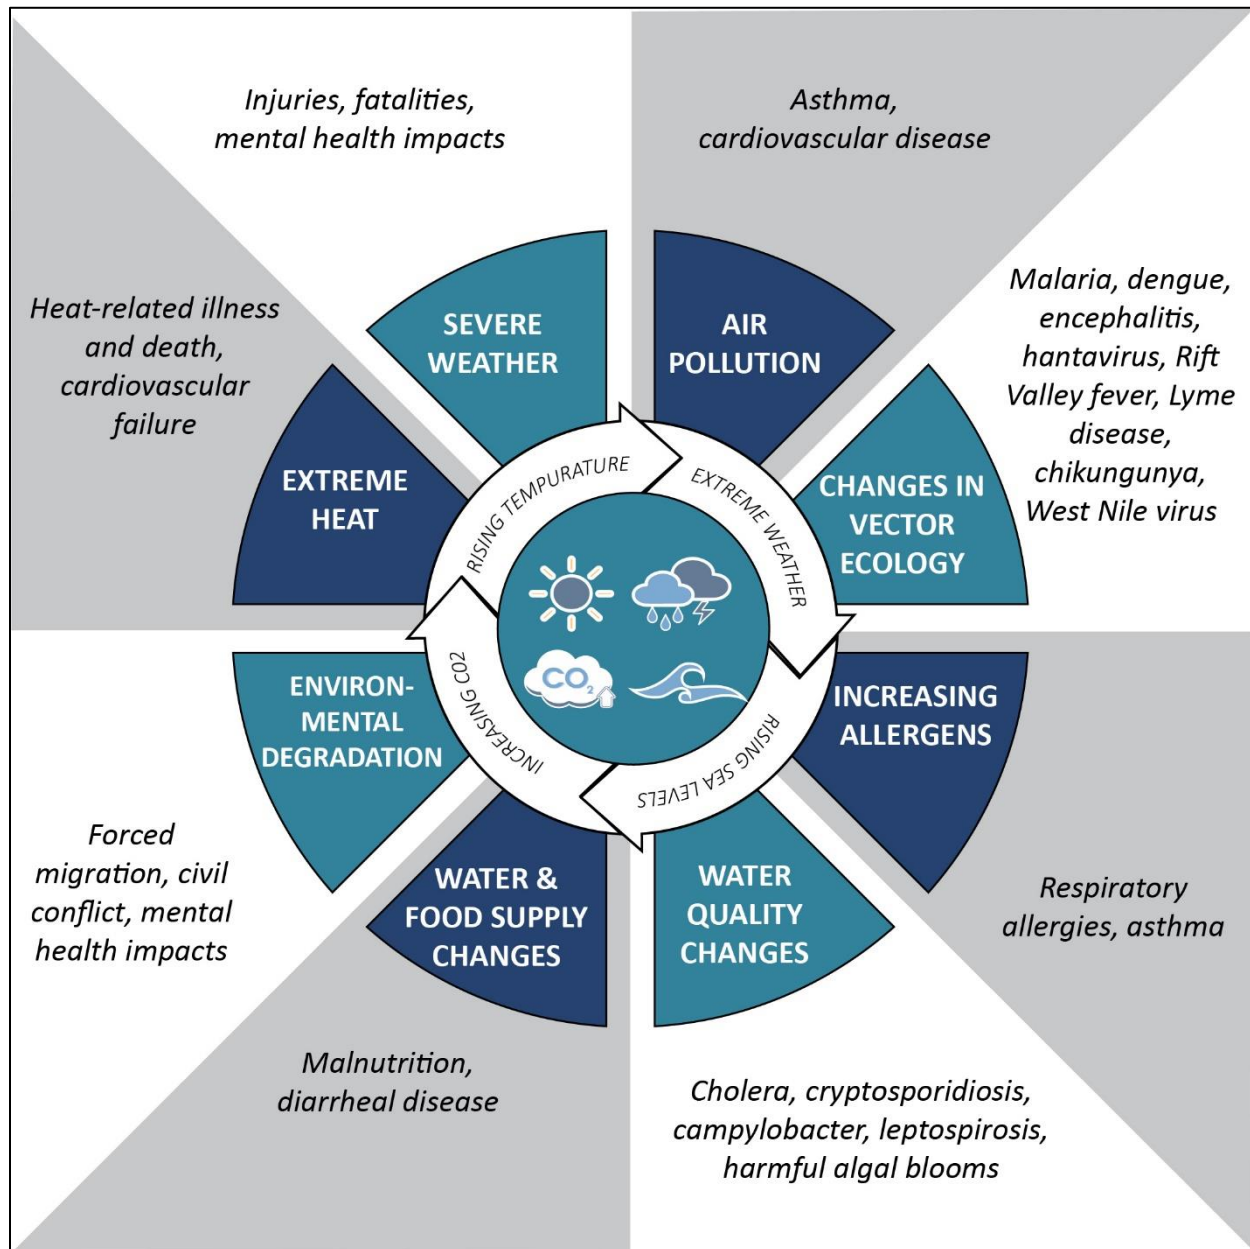 Injuries, fatalities,
mental health impacts
Asthma,
cardiovascular disease
Heat-related illness
and death,
cardiovascular
failure
Malaria, dengue,
encephalitis,
hantavirus, Rift
Valley fever, Lyme
disease,
chikungunya,
West Nile virus
SEVERE
WEATHER
AIR
POLLUTION
EXTREME
HEAT
CHANGES IN
VECTOR
ECOLOGY
RISING TEMPURATURE
EXTREME WEATHER
RISING SEA LEVELS
INCREASING C02
CO2
ENVIRON-
MENTAL
DEGRADATION
INCREASING
ALLERGENS
WATER &
FOOD SUPPLY
CHANGES
WATER
QUALITY
CHANGES
Forced
migration, civil
conflict, mental
health impacts
Respiratory
allergies, asthma
Malnutrition,
diarrheal disease
Cholera, cryptosporidiosis,
campylobacter, leptospirosis,
harmful algal blooms